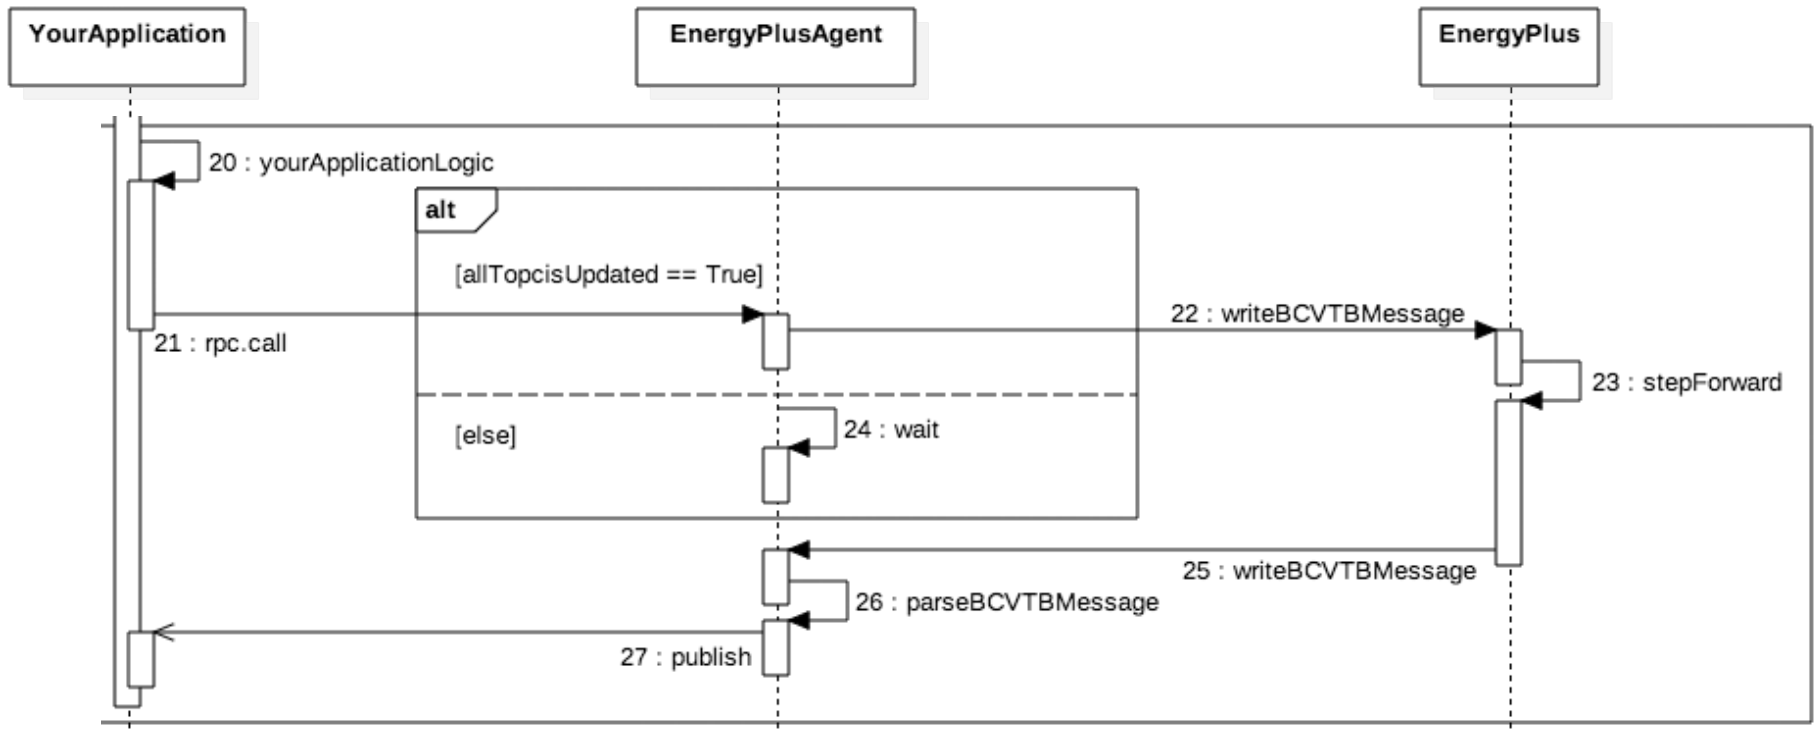 YourApplication
EnergyPlusAgent
EnergyPlus
20 : yourApplicationLogic
alt
[allTopcisUpdated == True]
22 : writeBCVTBMessage
21 : rpc.call
23 : stepForward
24 : wait
[else]
25 : writeBCVTBMessage
26 : parseBCVTBMessage
27 : publish